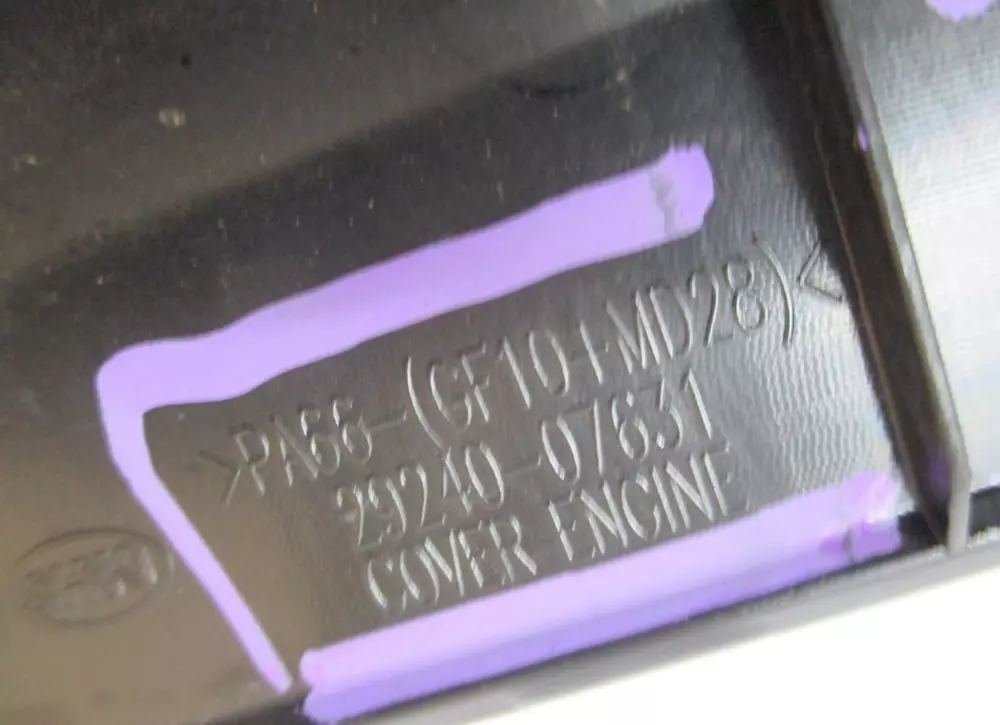 >PA66-(GF10+MD28)<
29240-07631
COVER ENGINE